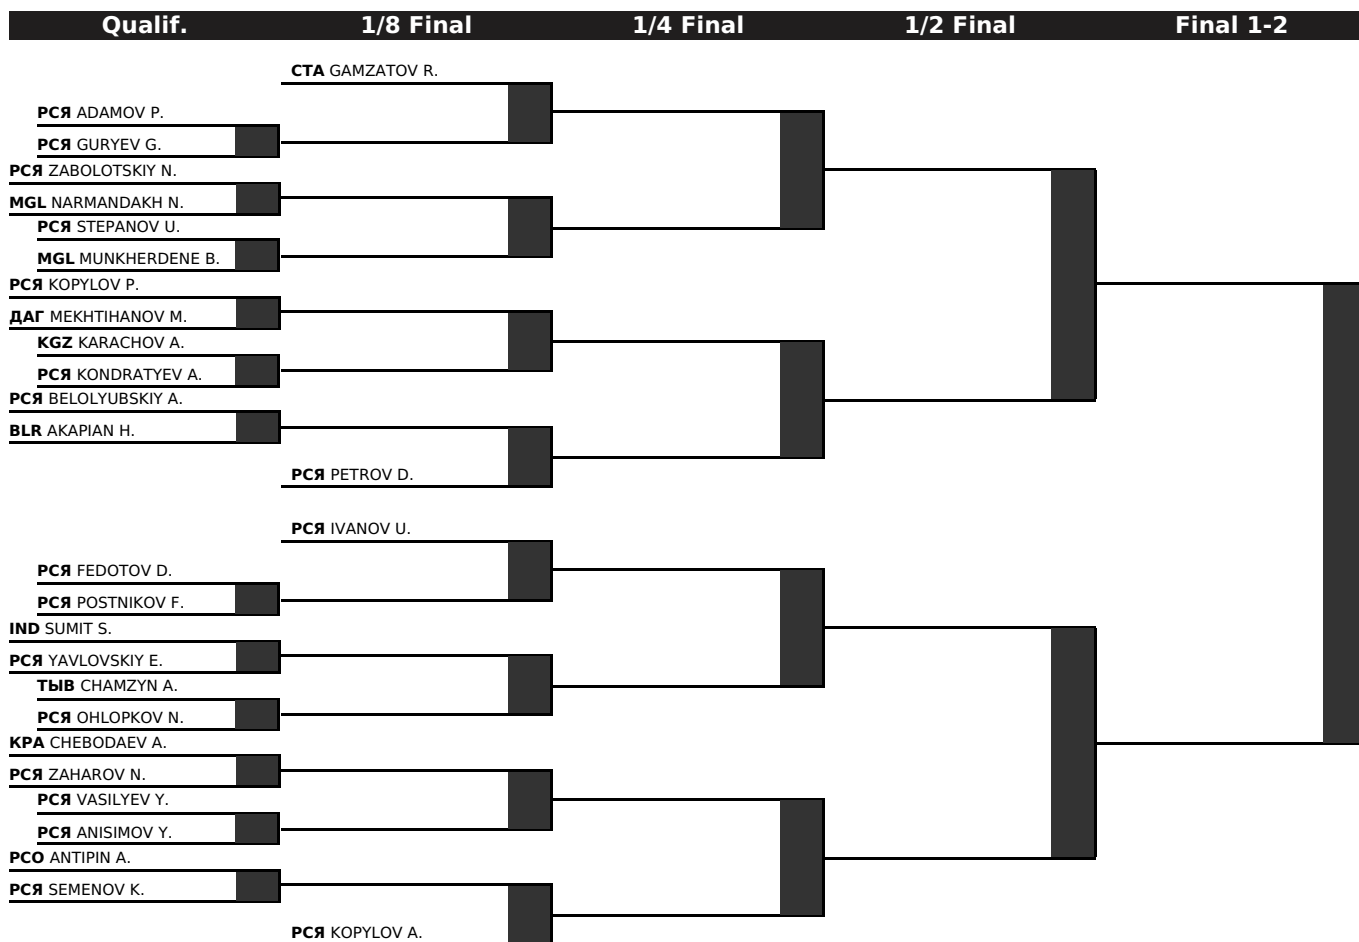 Qualif. 1/8 Final 1/4 Final 1/2 Final Final 1-2
СТА GAMZATOV R.
РСЯ ADAMOV P.
РСЯ GURYEV G.
РСЯ ZABOLOTSKIY N.
MGL NARMANDAKH N.
РСЯ STEPANOV U.
MGL MUNKHERDENE B.
РСЯ KOPYLOV P.
ДАГ MEKHTIHANOV M.
KGZ KARACHOV A.
РСЯ KONDRATYEV A.
РСЯ BELOLYUBSKIY A.
BLR AKAPIAN H.
РСЯ PETROV D.
РСЯ IVANOV U.
РСЯ FEDOTOV D.
РСЯ POSTNIKOV F.
IND SUMIT S.
РСЯ YAVLOVSKIY E.
ТЫВ CHAMZYN A.
РСЯ OHLOPKOV N.
КРА CHEBODAEV A.
РСЯ ZAHAROV N.
РСЯ VASILYEV Y.
РСЯ ANISIMOV Y.
РСО ANTIPIN A.
РСЯ SEMENOV K.
РСЯ KOPYLOV A.